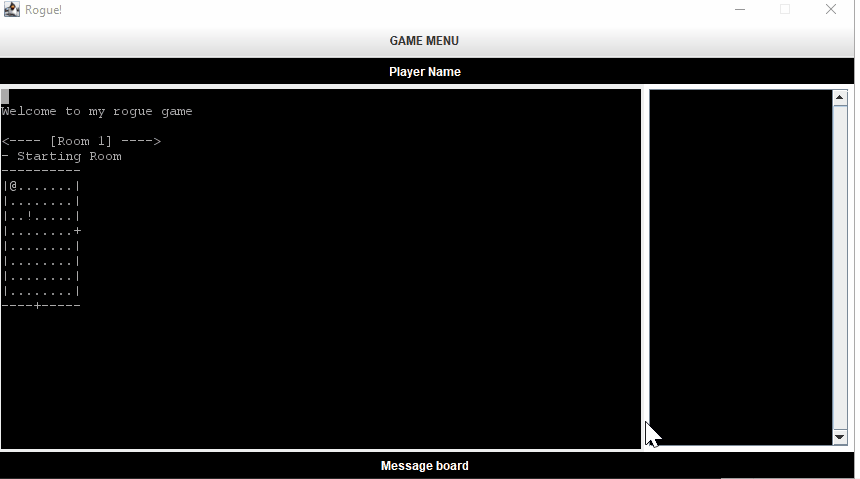 Rogue!
GAME MENU
Player Name
Welcome to my rogue game
<---- [Room 1] ---->
- Starting Room
----------
|@.......|
|........|
|..!.....|
|........+
|........|
|........|
|........|
|........|
----+-----
Message board